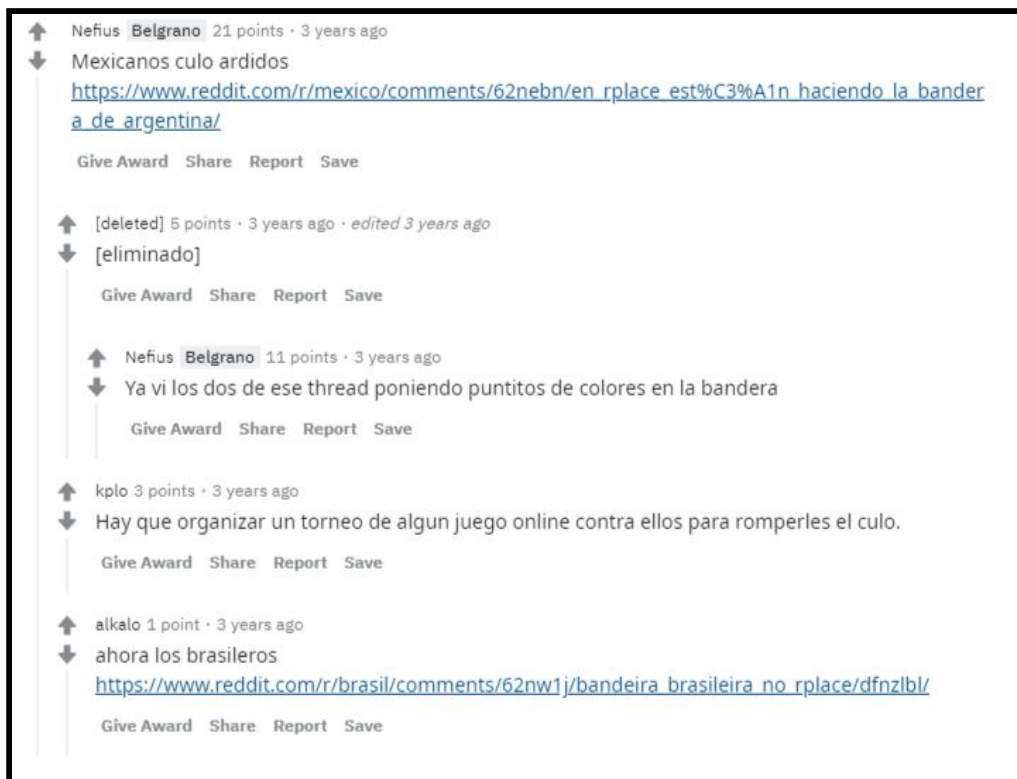 Nefius Belgrano 21 points · 3 years ago
Mexicanos culo ardidos
https://www.reddit.com/r/mexico/comments/62nebn/en_rplace_est%C3%A1n_haciendo_la_bander
a_de_argentina/
Give Award Share Report Save
[deleted] 5 points · 3 years ago · edited 3 years ago
[eliminado]
Give Award Share Report Save
Nefius Belgrano 11 points · 3 years ago
Ya vi los dos de ese thread poniendo puntitos de colores en la bandera
Give Award Share Report Save
kplo 3 points · 3 years ago
Hay que organizar un torneo de algun juego online contra ellos para romperles el culo.
Give Award Share Report Save
alkalo 1 point · 3 years ago
ahora los brasileros
https://www.reddit.com/r/brasil/comments/62nw1j/bandeira_brasileira_no_rplace/dfnzlbl/
Give Award Share Report Save